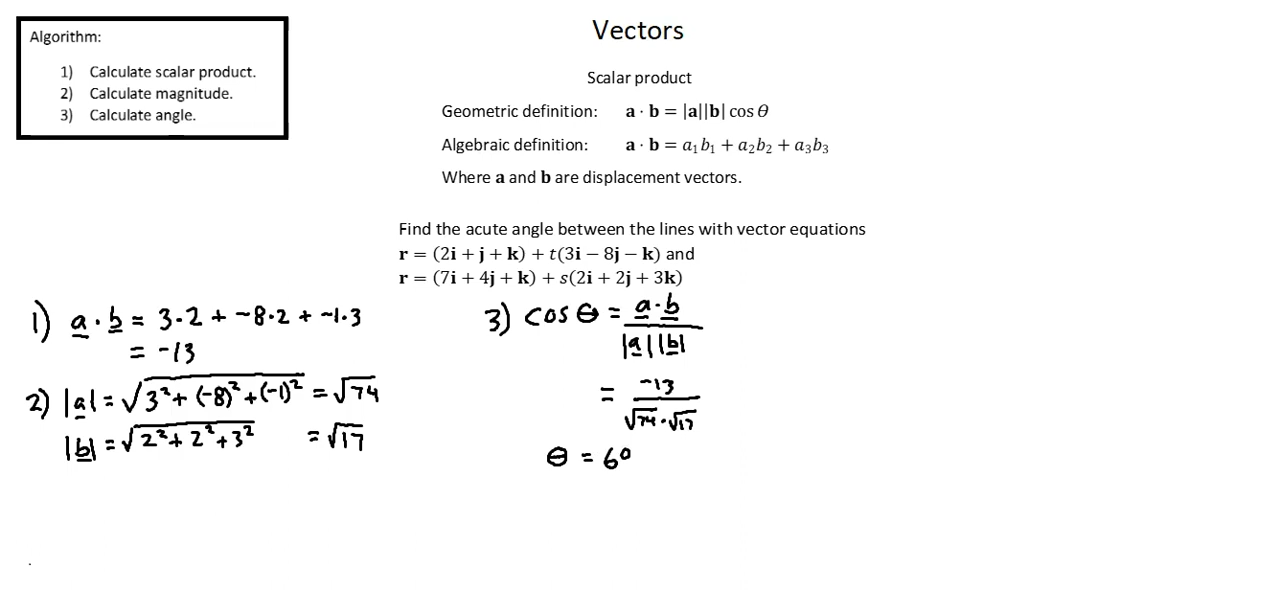 Algorithm:
1) Calculate scalar product.
2) Calculate magnitude.
3) Calculate angle.
Vectors
Scalar product
Geometric definition: a · b = |a||b| cos θ
Algebraic definition: a · b = a₁b₁ + a₂b₂ + a₃b₃
Where a and b are displacement vectors.
Find the acute angle between the lines with vector equations
r = (2i + j + k) + t(3i − 8j − k) and
r = (7i + 4j + k) + s(2i + 2j + 3k)
1) a · b = 3·2 + -8·2 + -1·3
= -13
2) |a| = √3² + (-8)² + (-1)² = √74
|b| = √2² + 2² + 3² = √17
3) cos θ = a·b / |a||b|
= -13 / √74·√17
θ = 60